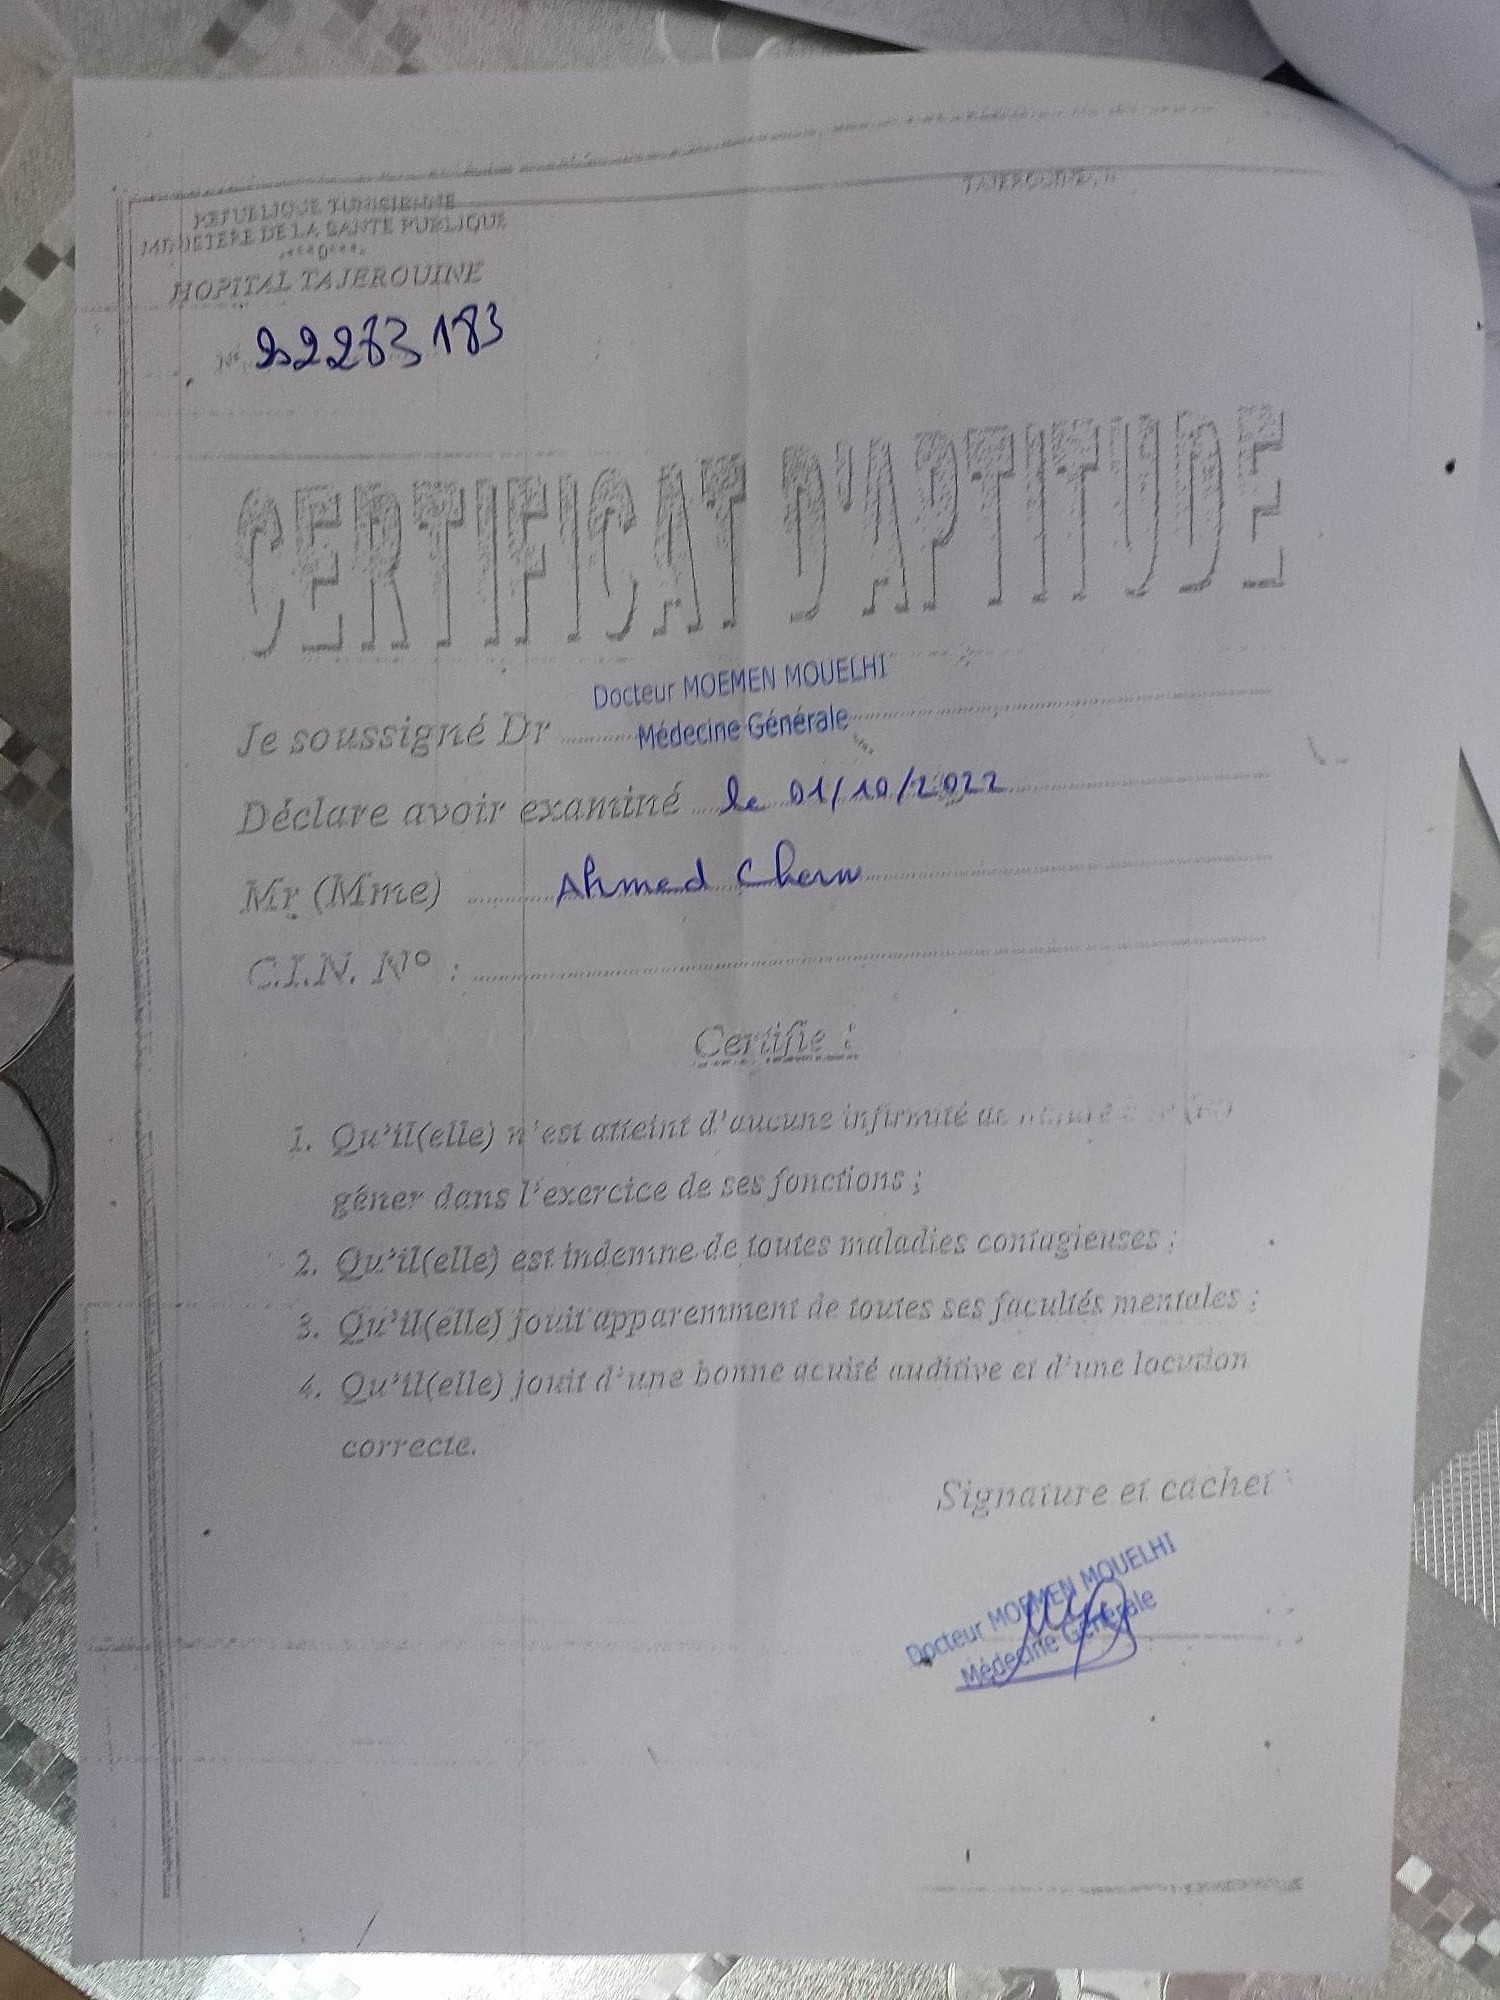 REPUBLIQUE TUNISIENNE
MINISTERE DE LA SANTE PUBLIQUE
HOPITAL TAJEROUINE
TAJEROUINE, le
N° 22263183
CERTIFICAT D'APTITUDE
Docteur MOEMEN MOUELHI
Médecine Générale
Je soussigné Dr
Déclare avoir examiné le 01/10/2022
Mr (Mme) Ahmed
C.I.N. N° :
Certifie :
1. Qu'il(elle) n'est atteint d'aucune infirmité de nature à
gêner dans l'exercice de ses fonctions ;
2. Qu'il(elle) est indemne de toutes maladies contagieuses ;
3. Qu'il(elle) jouit apparemment de toutes ses facultés mentales ;
4. Qu'il(elle) jouit d'une bonne acuité auditive et d'une locution
correcte.
Signature et cachet :
Docteur MOEMEN MOUELHI
Médecine Générale